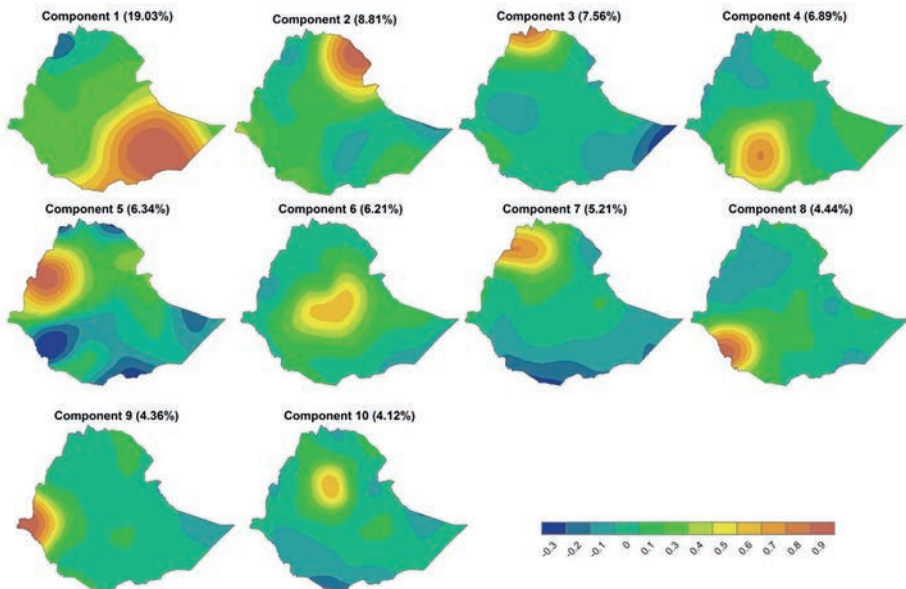 Component 1 (19.03%)
Component 2 (8.81%)
Component 3 (7.56%)
Component 4 (6.89%)
Component 5 (6.34%)
Component 6 (6.21%)
Component 7 (5.21%)
Component 8 (4.44%)
Component 9 (4.36%)
Component 10 (4.12%)
-0.3 -0.2 -0.1 0 0.1 0.3 0.4 0.5 0.6 0.7 0.8 0.9